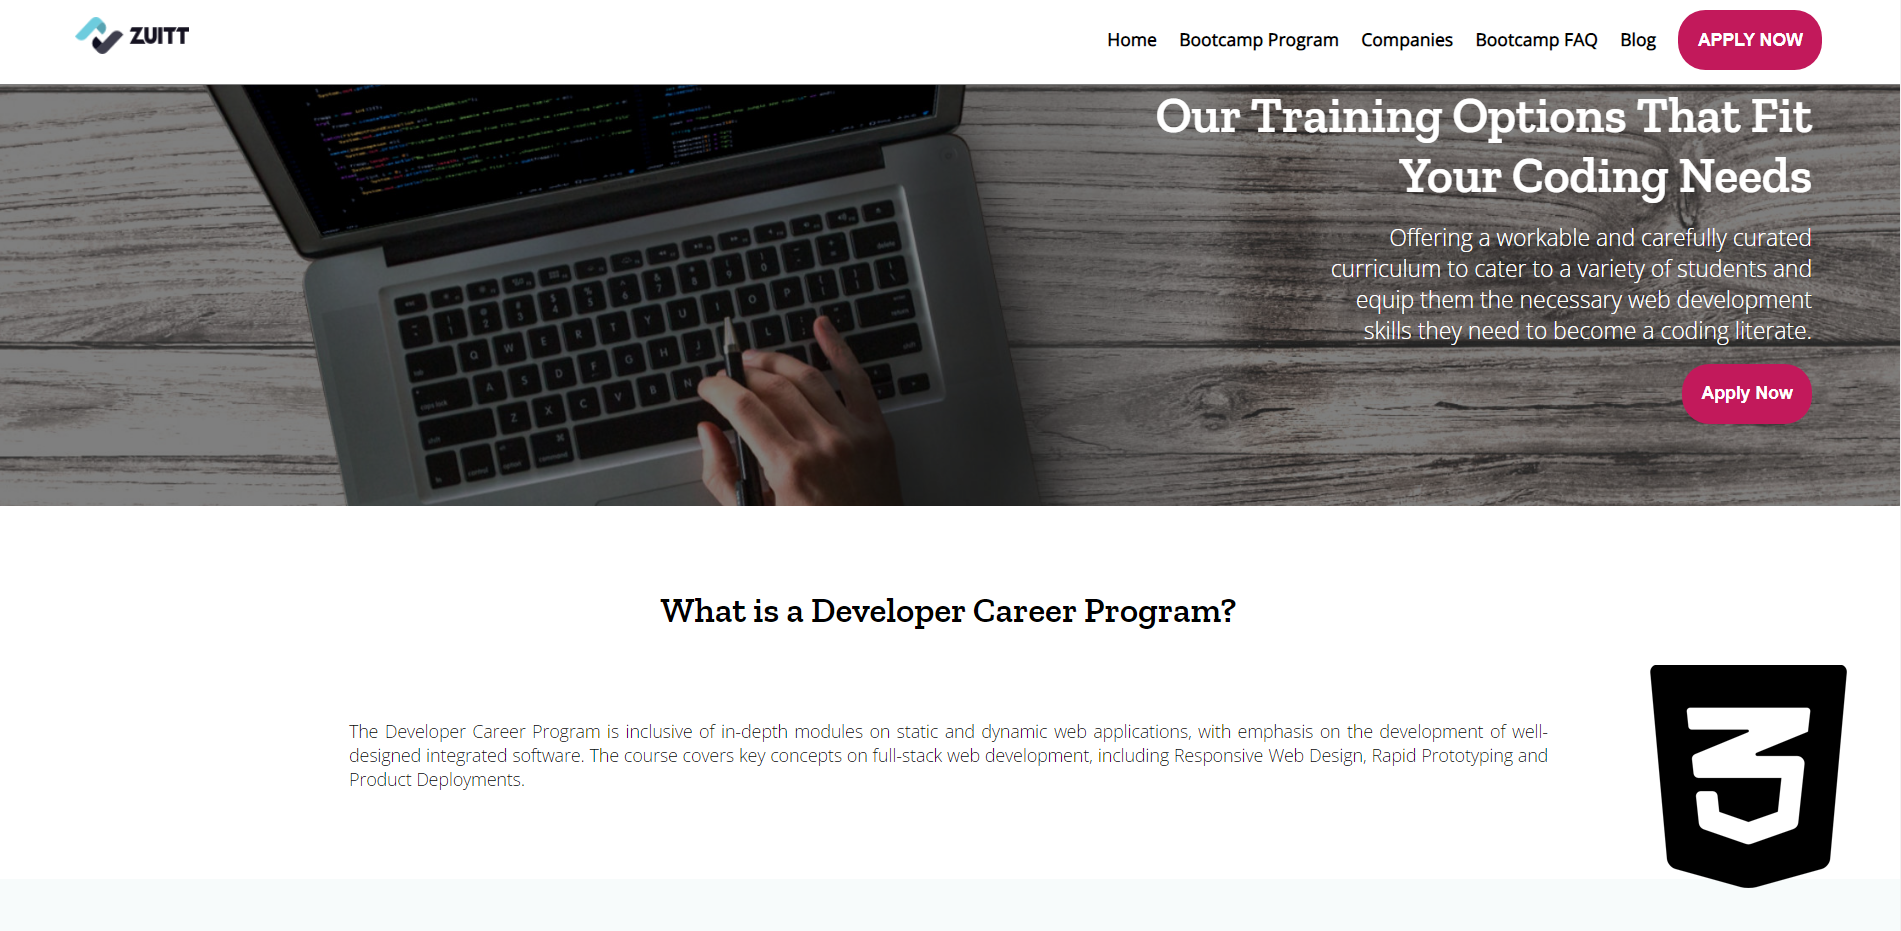 ZUITT
Home Bootcamp Program Companies Bootcamp FAQ Blog APPLY NOW
Our Training Options That Fit
Your Coding Needs
Offering a workable and carefully curated
curriculum to cater to a variety of students and
equip them the necessary web development
skills they need to become a coding literate.
Apply Now
What is a Developer Career Program?
The Developer Career Program is inclusive of in-depth modules on static and dynamic web applications, with emphasis on the development of well-
designed integrated software. The course covers key concepts on full-stack web development, including Responsive Web Design, Rapid Prototyping and
Product Deployments.
3